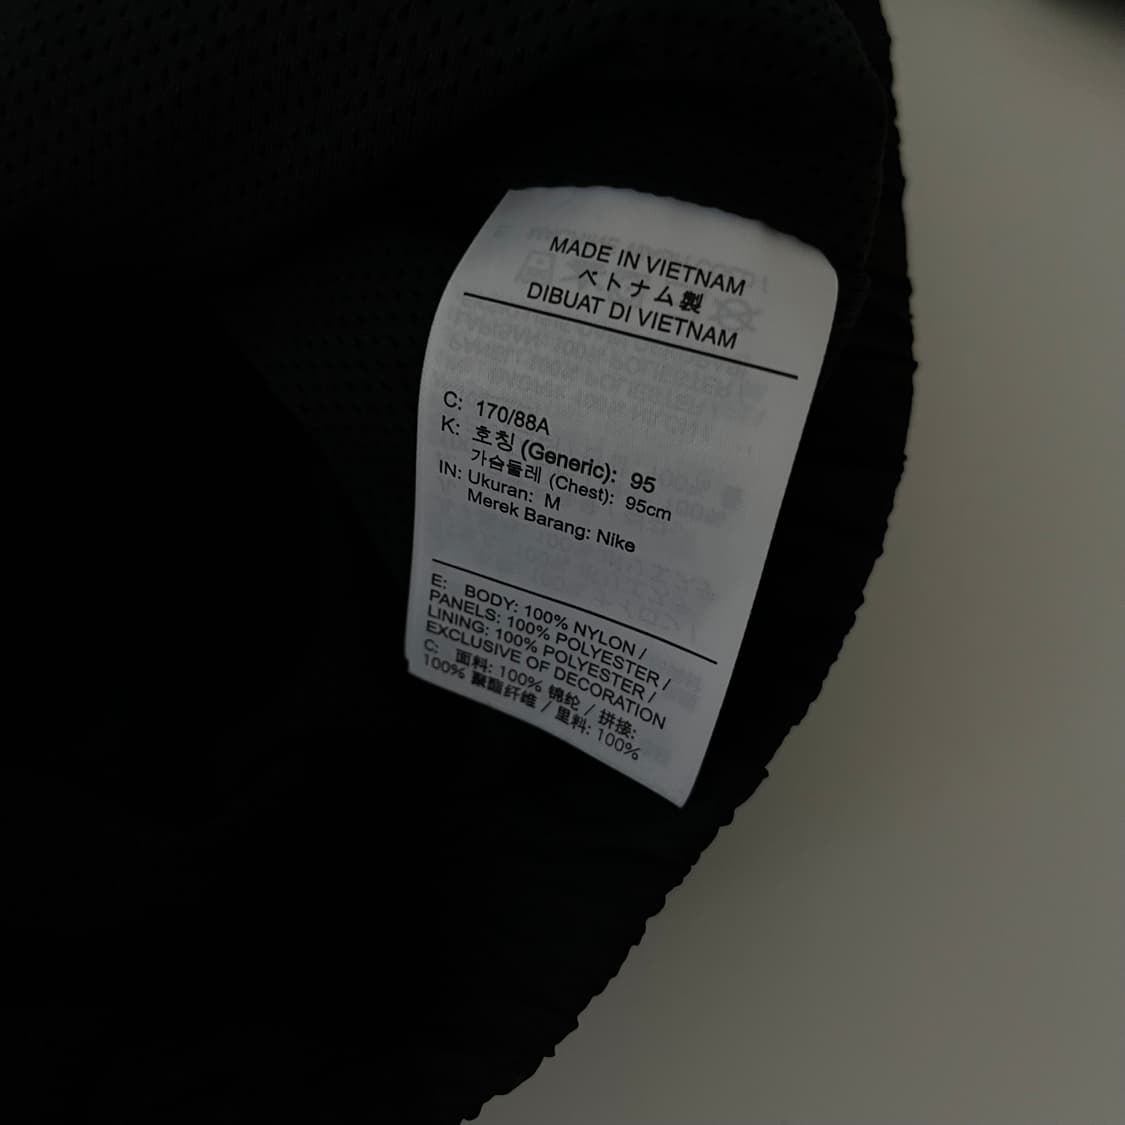 MADE IN VIETNAM
ベトナム製
DIBUAT DI VIETNAM
C: 170/88A
K: 호칭 (Generic): 95
가슴둘레 (Chest): 95cm
IN: Ukuran: M
Merek Barang: Nike
E: BODY: 100% NYLON /
PANELS: 100% POLYESTER /
LINING: 100% POLYESTER /
EXCLUSIVE OF DECORATION
C: 面料: 100% 锦纶 / 拼接:
100% 聚酯纤维 / 里料: 100%